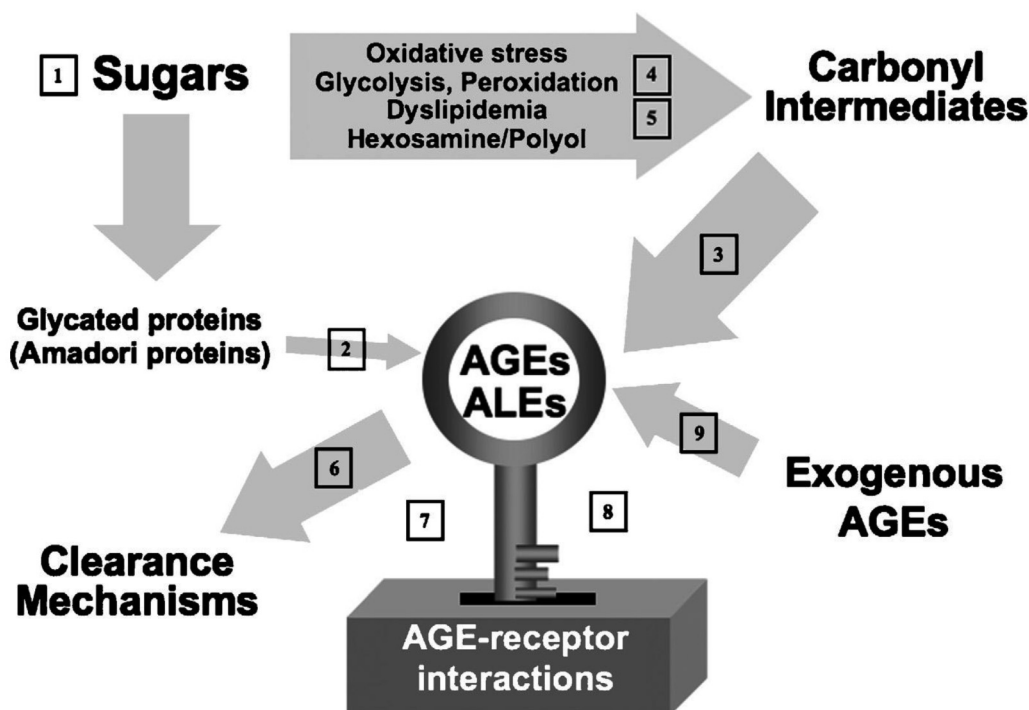 1 Sugars
Oxidative stress
Glycolysis, Peroxidation
Dyslipidemia
Hexosamine/Polyol
4
5
Carbonyl
Intermediates
3
Glycated proteins
(Amadori proteins)
2
AGEs
ALEs
9
Exogenous
AGEs
6
7
8
Clearance
Mechanisms
AGE-receptor
interactions